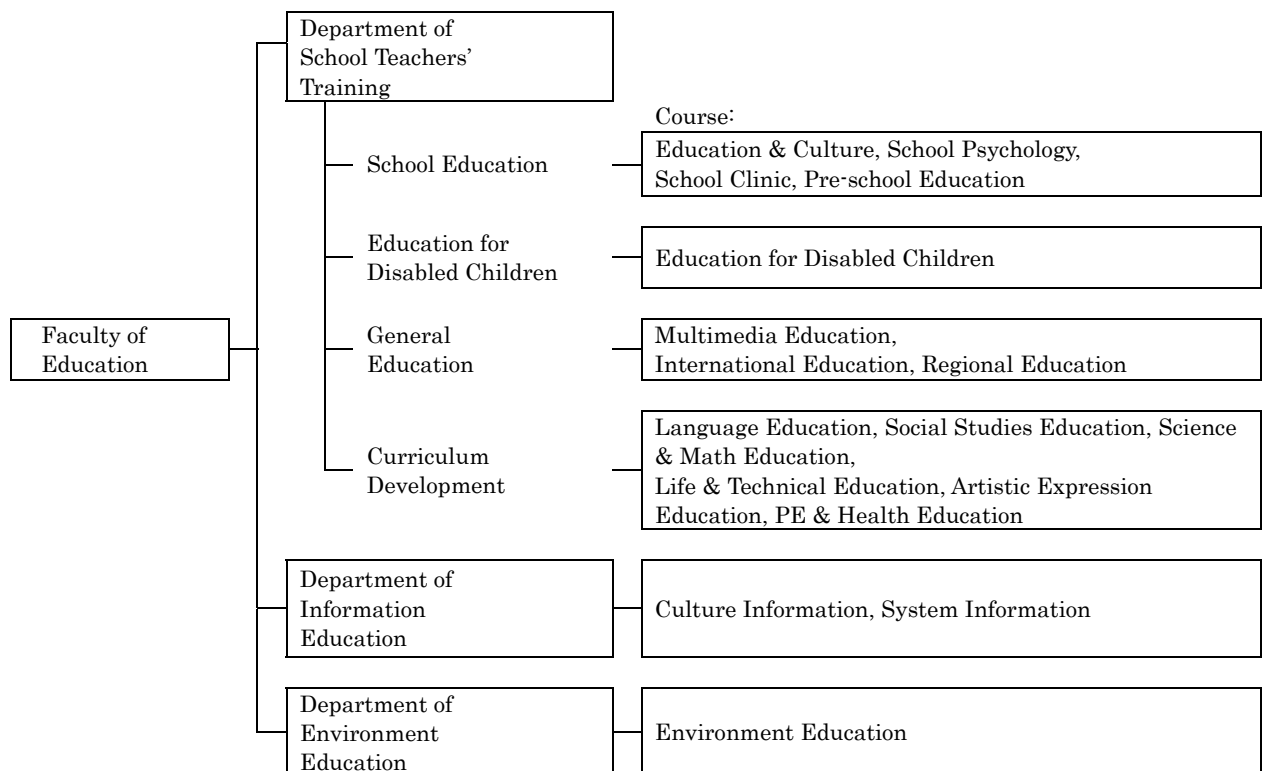 Department of
School Teachers’
Training
Course:
School Education
Education & Culture, School Psychology,
School Clinic, Pre-school Education
Education for
Disabled Children
Education for Disabled Children
Faculty of
Education
General
Education
Multimedia Education,
International Education, Regional Education
Curriculum
Development
Language Education, Social Studies Education, Science
& Math Education,
Life & Technical Education, Artistic Expression
Education, PE & Health Education
Department of
Information
Education
Culture Information, System Information
Department of
Environment
Education
Environment Education